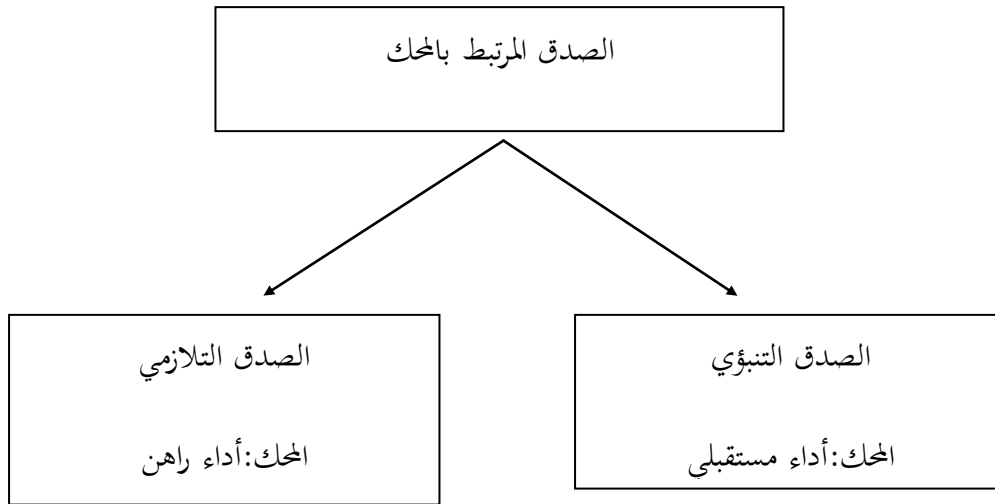 الصدق المرتبط بالمحك
الصدق التنبؤي
المحك:أداء مستقبلي
الصدق التلازمي
المحك:أداء راهن